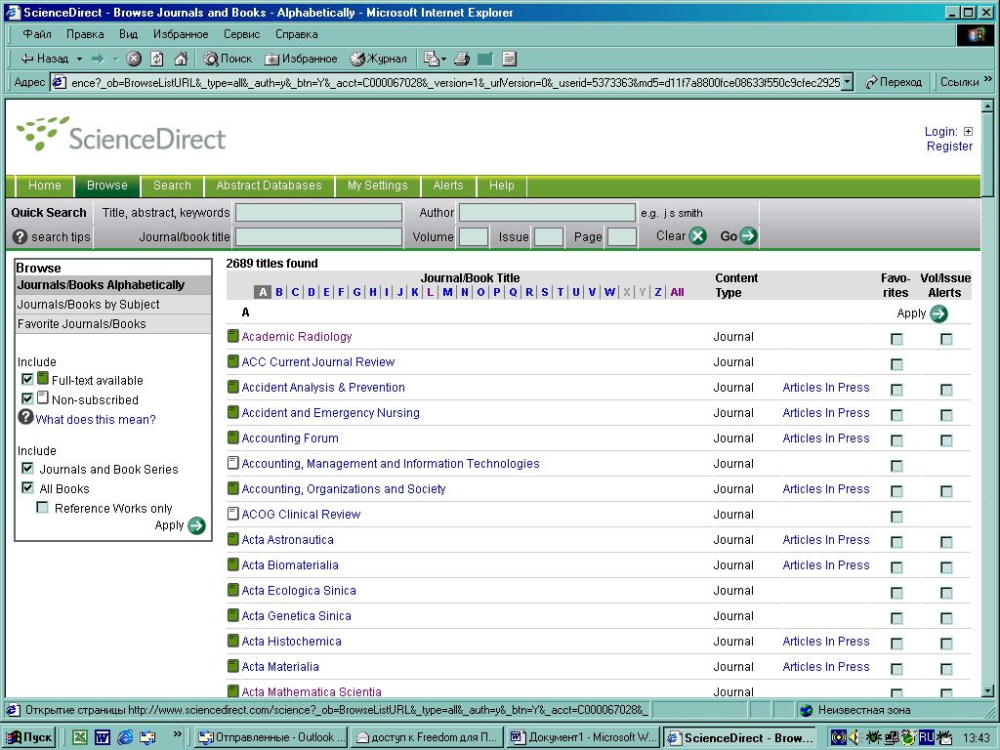 ScienceDirect - Browse Journals and Books - Alphabetically - Microsoft Internet Explorer
Файл Правка Вид Избранное Сервис Справка
Назад Поиск Избранное Журнал
Адрес ence?_ob=BrowseListURL&_type=all&_auth=y&_btn=Y&_acct=C000067028&_version=1&_urlVersion=0&_userid=5373363&md5=d11f7a8800fce08633f550c9cfec2925 Переход Ссылки »
ScienceDirect
Login:
Register
Home Browse Search Abstract Databases My Settings Alerts Help
Quick Search Title, abstract, keywords Author e.g. j s smith
? search tips Journal/book title Volume Issue Page Clear Go
Browse
Journals/Books Alphabetically
Journals/Books by Subject
Favorite Journals/Books
Include
Full-text available
Non-subscribed
? What does this mean?
Include
Journals and Book Series
All Books
Reference Works only
Apply
2689 titles found
Journal/Book Title Content Type Favo-rites Vol/Issue Alerts
A B C D E F G H I J K L M N O P Q R S T U V W X Y Z All
A Apply
Academic Radiology Journal
ACC Current Journal Review Journal
Accident Analysis & Prevention Journal Articles In Press
Accident and Emergency Nursing Journal Articles In Press
Accounting Forum Journal Articles In Press
Accounting, Management and Information Technologies Journal
Accounting, Organizations and Society Journal Articles In Press
ACOG Clinical Review Journal
Acta Astronautica Journal Articles In Press
Acta Biomaterialia Journal Articles In Press
Acta Ecologica Sinica Journal
Acta Genetica Sinica Journal
Acta Histochemica Journal Articles In Press
Acta Materialia Journal Articles In Press
Acta Mathematica Scientia Journal
Открытие страницы http://www.sciencedirect.com/science?_ob=BrowseListURL&_type=all&_auth=y&_btn=Y&_acct=C000067028&_ Неизвестная зона
Пуск » Отправленные - Outlook ... доступ к Freedom для П... Документ1 - Microsoft W... ScienceDirect - Brow... RU 13:43